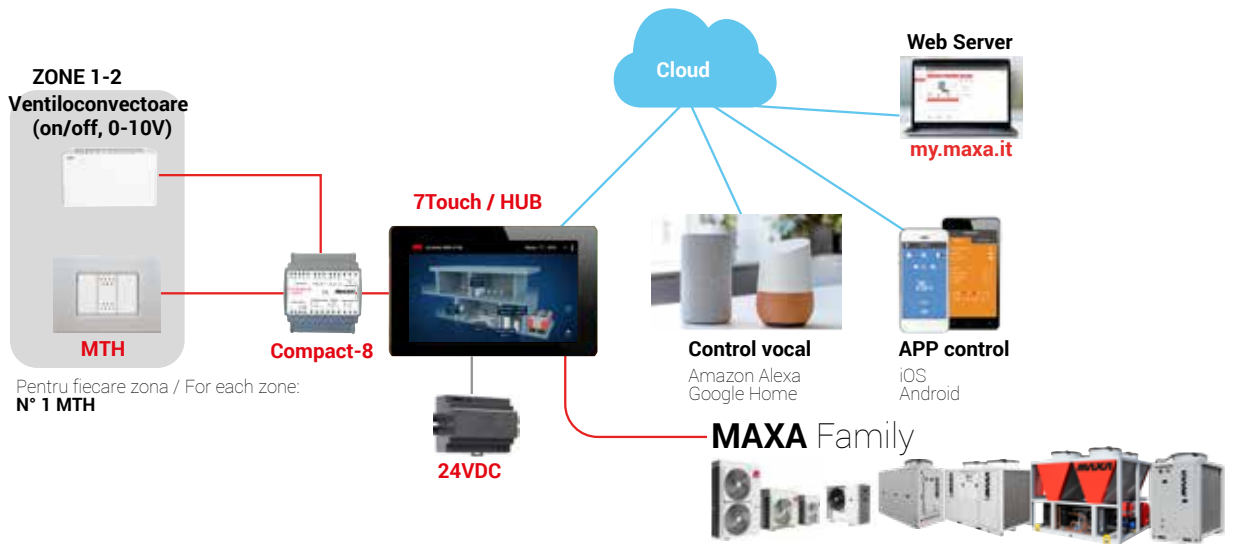 ZONE 1-2
Ventiloconvectoare
(on/off, 0-10V)
MTH
Pentru fiecare zona / For each zone:
N° 1 MTH
Compact-8
7Touch / HUB
24VDC
Cloud
Web Server
my.maxa.it
Control vocal
Amazon Alexa
Google Home
APP control
iOS
Android
MAXA Family
MAXA